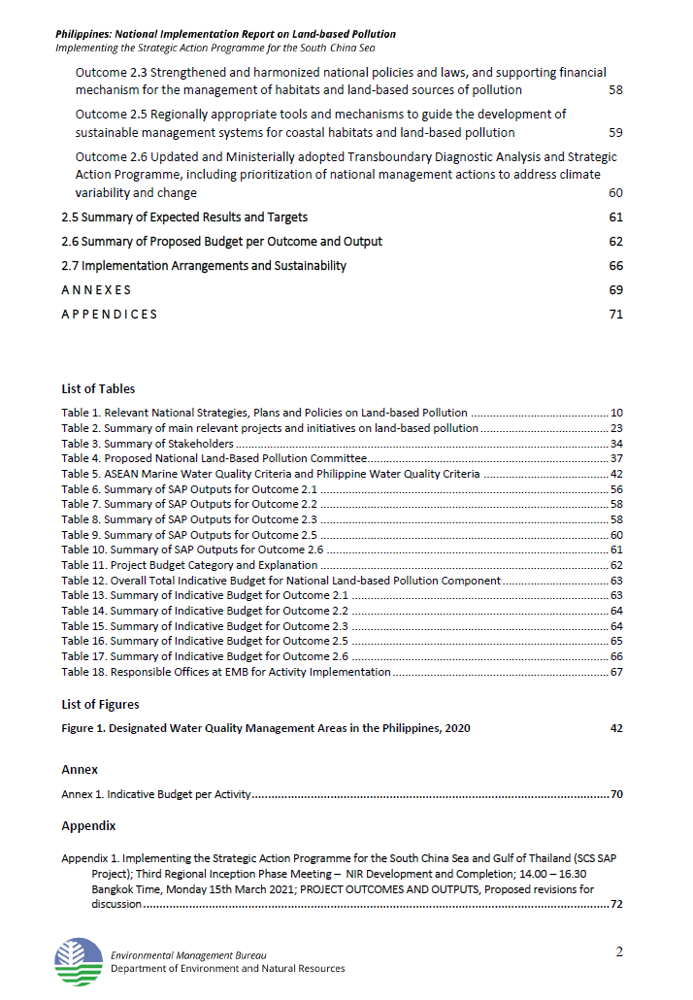 Philippines: National Implementation Report on Land-based Pollution
Implementing the Strategic Action Programme for the South China Sea
Outcome 2.3 Strengthened and harmonized national policies and laws, and supporting financial
mechanism for the management of habitats and land-based sources of pollution 58
Outcome 2.5 Regionally appropriate tools and mechanisms to guide the development of
sustainable management systems for coastal habitats and land-based pollution 59
Outcome 2.6 Updated and Ministerially adopted Transboundary Diagnostic Analysis and Strategic
Action Programme, including prioritization of national management actions to address climate
variability and change 60
2.5 Summary of Expected Results and Targets 61
2.6 Summary of Proposed Budget per Outcome and Output 62
2.7 Implementation Arrangements and Sustainability 66
A N N E X E S 69
A P P E N D I C E S 71
List of Tables
Table 1. Relevant National Strategies, Plans and Policies on Land-based Pollution ........ 10
Table 2. Summary of main relevant projects and initiatives on land-based pollution ........ 23
Table 3. Summary of Stakeholders ........ 34
Table 4. Proposed National Land-Based Pollution Committee ........ 37
Table 5. ASEAN Marine Water Quality Criteria and Philippine Water Quality Criteria ........ 42
Table 6. Summary of SAP Outputs for Outcome 2.1 ........ 56
Table 7. Summary of SAP Outputs for Outcome 2.2 ........ 58
Table 8. Summary of SAP Outputs for Outcome 2.3 ........ 58
Table 9. Summary of SAP Outputs for Outcome 2.5 ........ 60
Table 10. Summary of SAP Outputs for Outcome 2.6 ........ 61
Table 11. Project Budget Category and Explanation ........ 62
Table 12. Overall Total Indicative Budget for National Land-based Pollution Component ........ 63
Table 13. Summary of Indicative Budget for Outcome 2.1 ........ 63
Table 14. Summary of Indicative Budget for Outcome 2.2 ........ 64
Table 15. Summary of Indicative Budget for Outcome 2.3 ........ 64
Table 16. Summary of Indicative Budget for Outcome 2.5 ........ 65
Table 17. Summary of Indicative Budget for Outcome 2.6 ........ 66
Table 18. Responsible Offices at EMB for Activity Implementation ........ 67
List of Figures
Figure 1. Designated Water Quality Management Areas in the Philippines, 2020 42
Annex
Annex 1. Indicative Budget per Activity ........ 70
Appendix
Appendix 1. Implementing the Strategic Action Programme for the South China Sea and Gulf of Thailand (SCS SAP
Project); Third Regional Inception Phase Meeting – NIR Development and Completion; 14.00 – 16.30
Bangkok Time, Monday 15th March 2021; PROJECT OUTCOMES AND OUTPUTS, Proposed revisions for
discussion ........ 72
Environmental Management Bureau
Department of Environment and Natural Resources
2